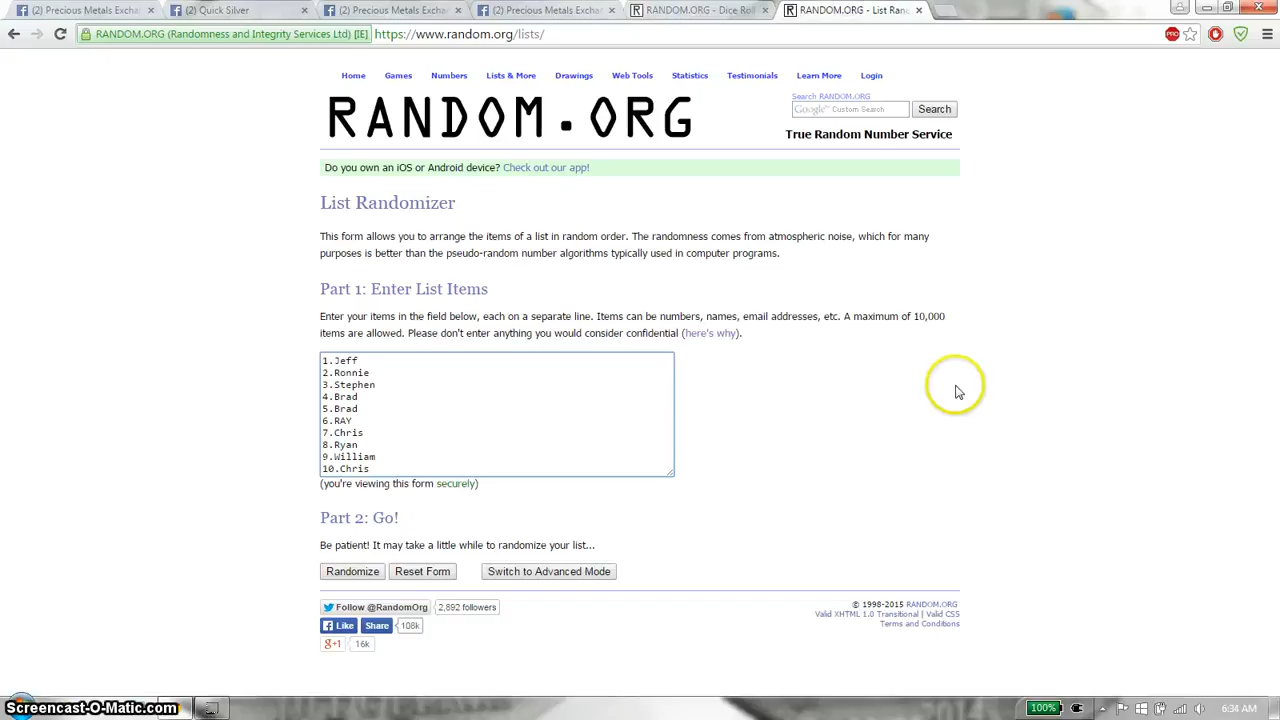 (2) Precious Metals Exch
Quick Silver
(2) Precious Metals Exch
(2) Precious Metals Exch
RANDOM.ORG - Dice Roll
RANDOM.ORG - List Ran
RANDOM.ORG (Randomness and Integrity Services Ltd) [IE]
https://www.random.org/lists/
PRO
Home Games Numbers Lists & More Drawings Web Tools Statistics Testimonials Learn More Login
RANDOM.ORG
Search RANDOM.ORG
Google™ Custom Search
Search
True Random Number Service
Do you own an iOS or Android device? Check out our app!
List Randomizer
This form allows you to arrange the items of a list in random order. The randomness comes from atmospheric noise, which for many
purposes is better than the pseudo-random number algorithms typically used in computer programs.
Part 1: Enter List Items
Enter your items in the field below, each on a separate line. Items can be numbers, names, email addresses, etc. A maximum of 10,000
items are allowed. Please don't enter anything you would consider confidential (here's why).
1.Jeff
2.Ronnie
3.Stephen
4.Brad
5.Brad
6.RAY
7.Chris
8.Ryan
9.William
10.Chris
(you're viewing this form securely)
Part 2: Go!
Be patient! It may take a little while to randomize your list...
Randomize Reset Form Switch to Advanced Mode
Follow @RandomOrg 2,892 followers
Like Share 108k
g+1 16k
© 1998-2015 RANDOM.ORG
Valid XHTML 1.0 Transitional | Valid CSS
Terms and Conditions
Screencast-O-Matic.com
100%
6:34 AM